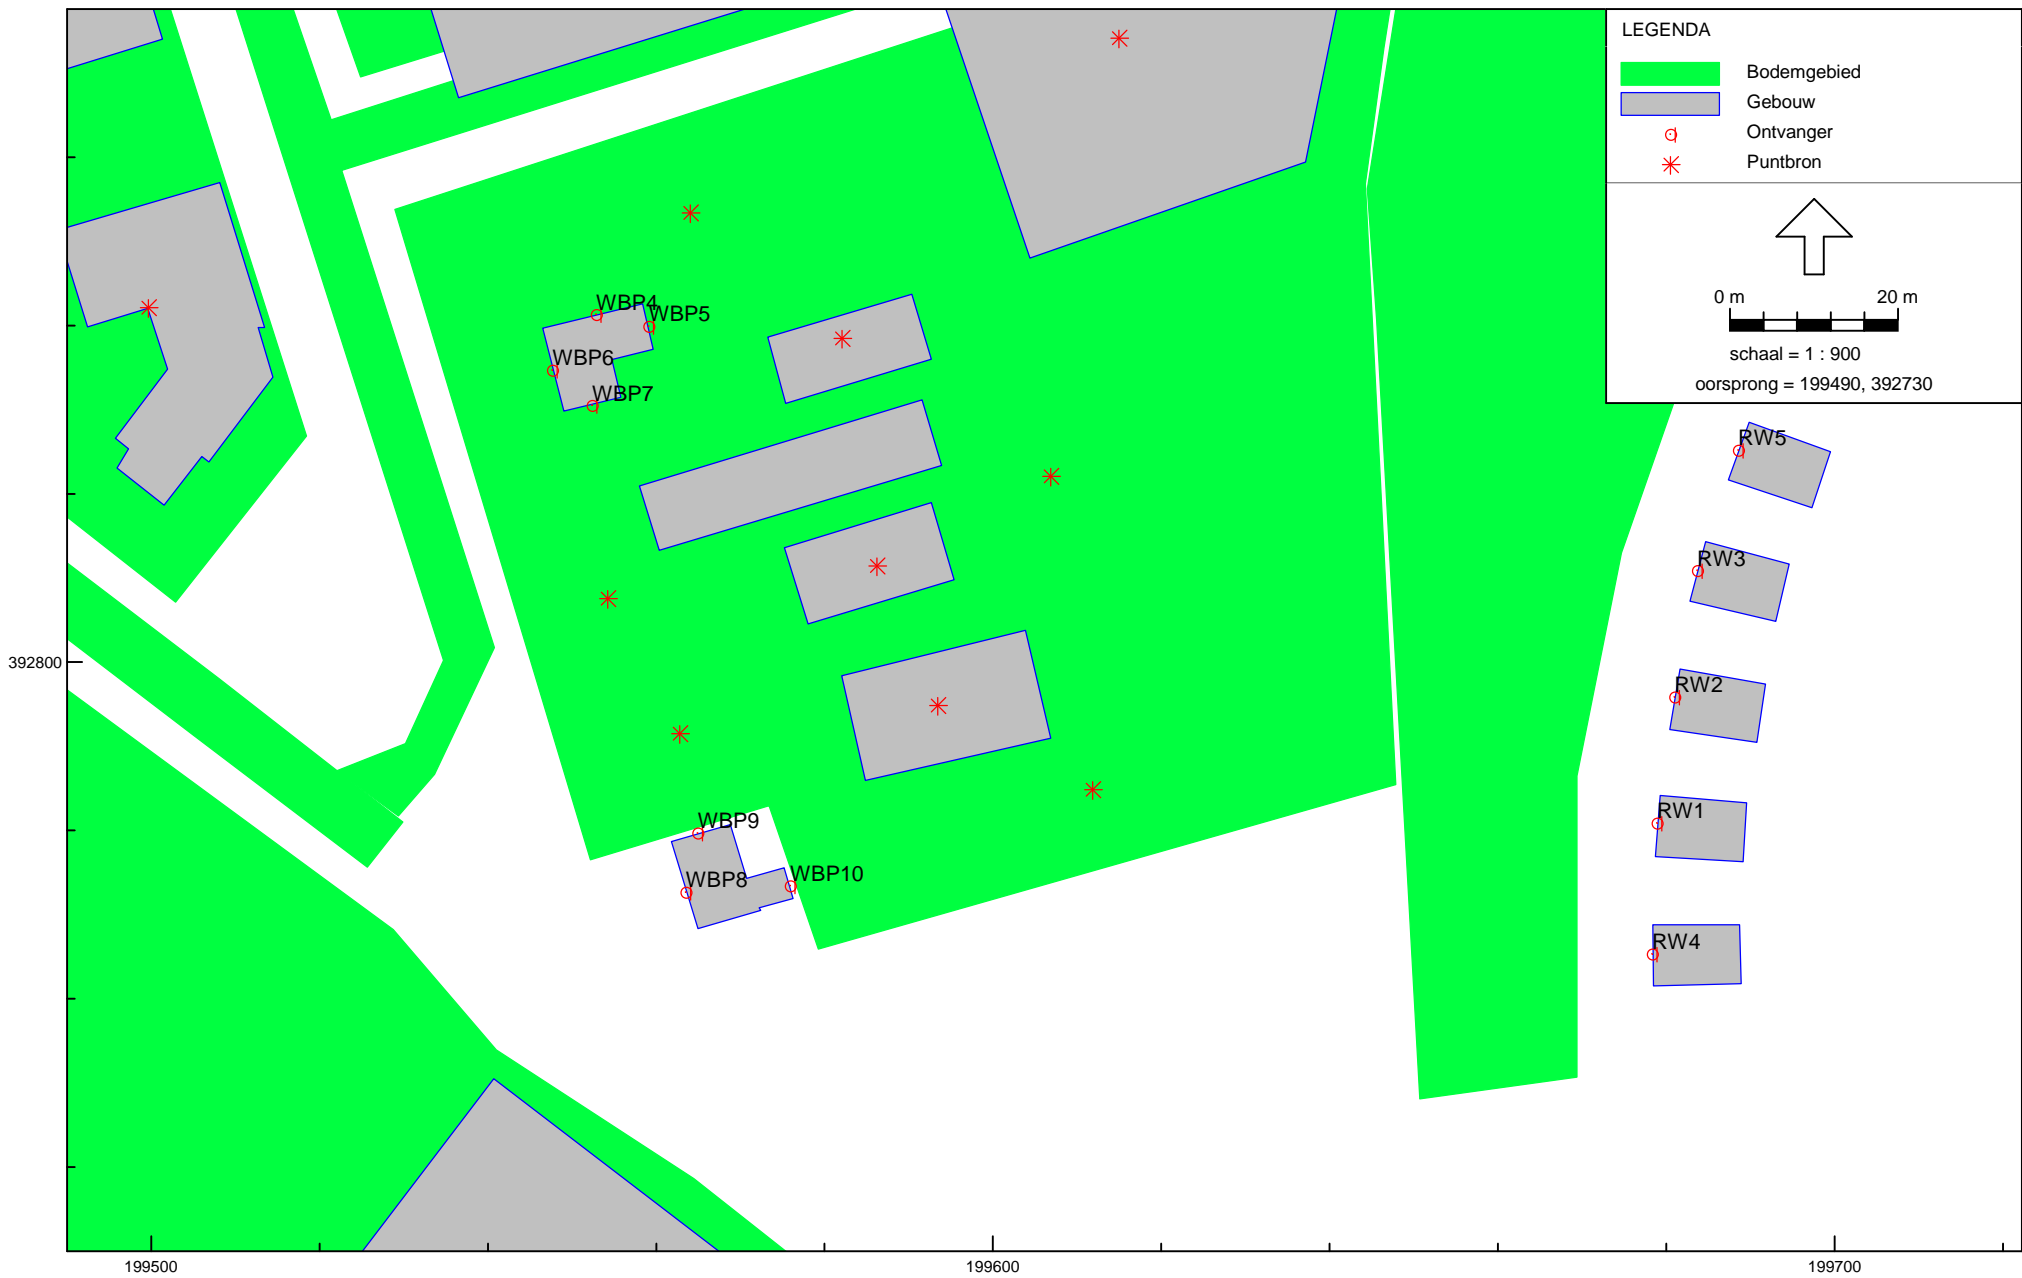 LEGENDA
Bodemgebied
Gebouw
Ontvanger
Puntbron
0 m 20 m
schaal = 1 : 900
oorsprong = 199490, 392730
WBP4
WBP5
WBP6
WBP7
RW5
RW3
392800
RW2
RW1
WBP9
WBP8
WBP10
RW4
199500 199600 199700